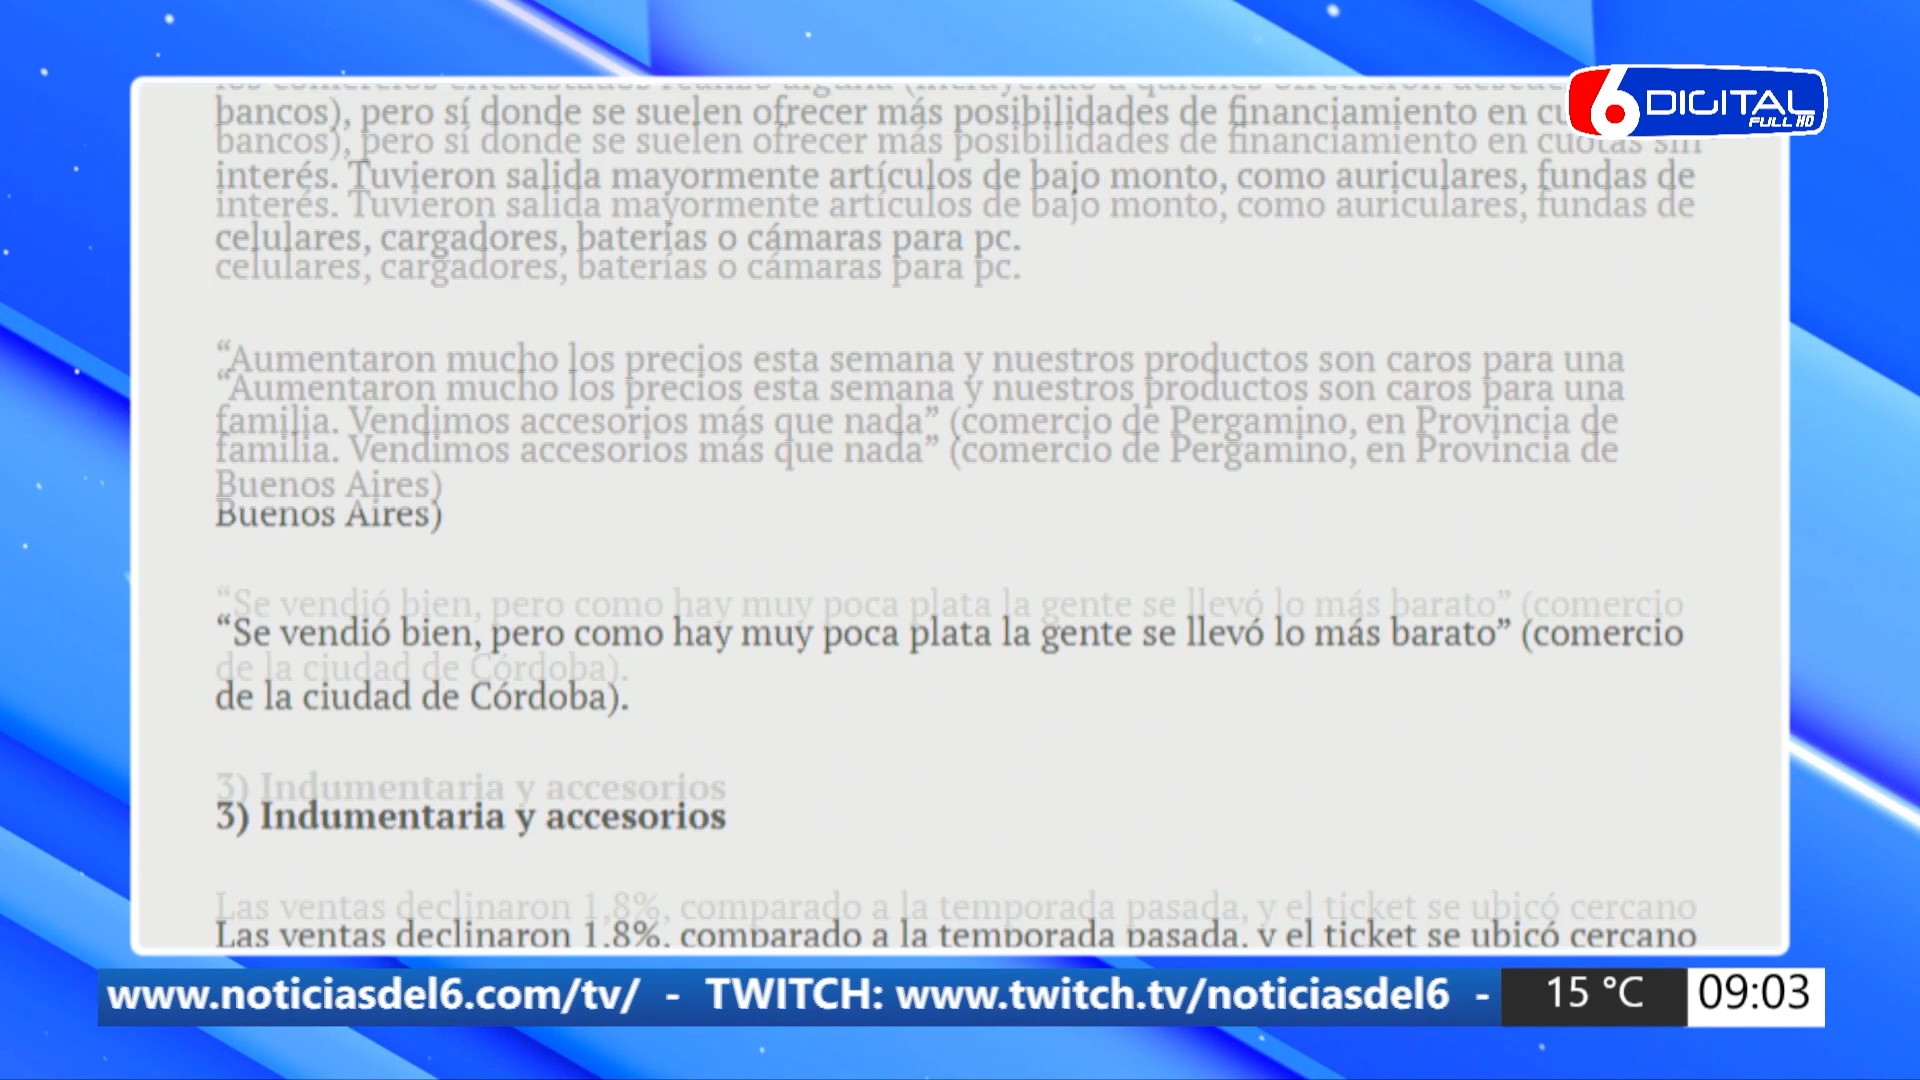 bancos), pero sí donde se suelen ofrecer más posibilidades de financiamiento en cuotas sin
interés. Tuvieron salida mayormente artículos de bajo monto, como auriculares, fundas de
celulares, cargadores, baterías o cámaras para pc.
“Aumentaron mucho los precios esta semana y nuestros productos son caros para una
familia. Vendimos accesorios más que nada” (comercio de Pergamino, en Provincia de
Buenos Aires)
“Se vendió bien, pero como hay muy poca plata la gente se llevó lo más barato” (comercio
de la ciudad de Córdoba).
3) Indumentaria y accesorios
Las ventas declinaron 1,8%, comparado a la temporada pasada, y el ticket se ubicó cercano
6 DIGITAL
FULL HD
www.noticiasdel6.com/tv/ - TWITCH: www.twitch.tv/noticiasdel6 -
15 °C
09:03